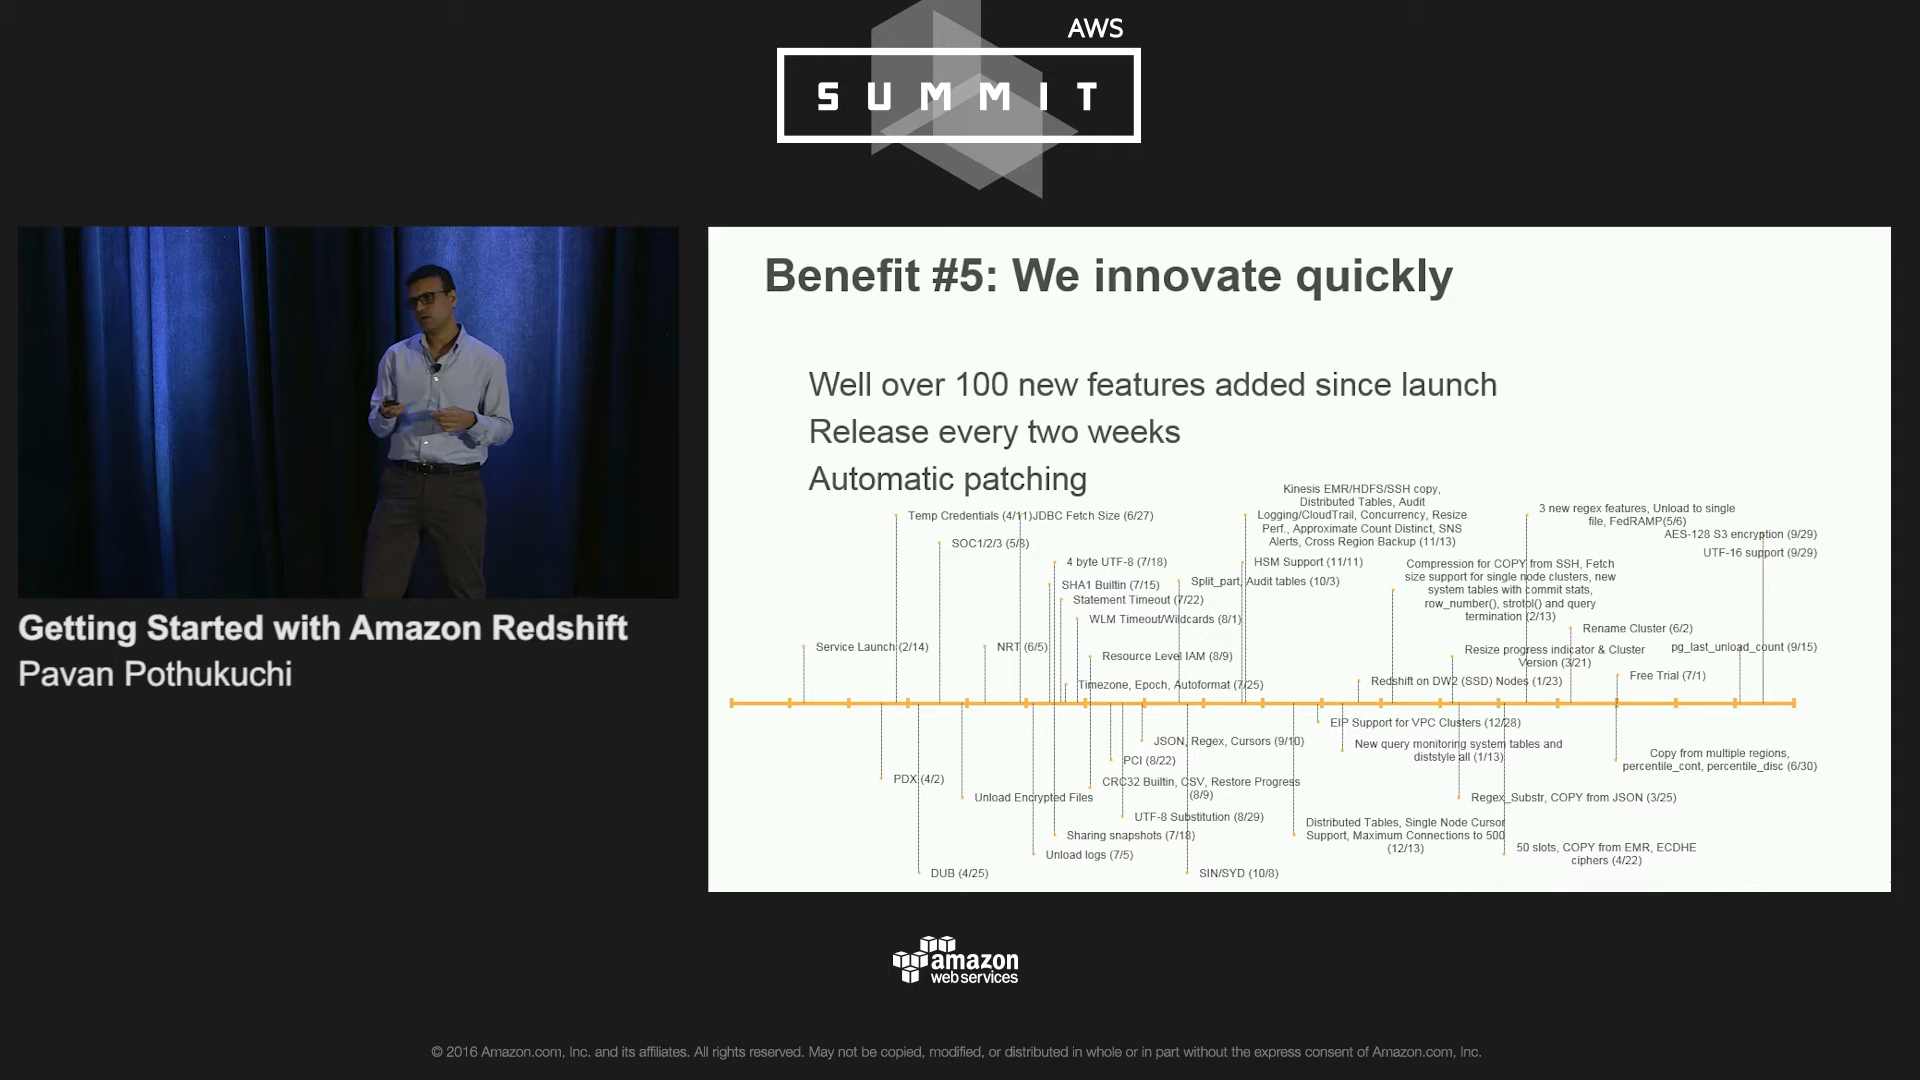 AWS
SUMMIT
Benefit #5: We innovate quickly
Well over 100 new features added since launch
Release every two weeks
Automatic patching
Kinesis EMR/HDFS/SSH copy,
Distributed Tables, Audit
Logging/CloudTrail, Concurrency, Resize
Perf., Approximate Count Distinct, SNS
Alerts, Cross Region Backup (11/13)
3 new regex features, Unload to single
file, FedRAMP(5/6)
Temp Credentials (4/11)
JDBC Fetch Size (6/27)
AES-128 S3 encryption (9/29)
SOC1/2/3 (5/8)
UTF-16 support (9/29)
4 byte UTF-8 (7/18)
HSM Support (11/11)
Compression for COPY from SSH, Fetch
size support for single node clusters, new
system tables with commit stats,
row_number(), strotol() and query
termination (2/13)
SHA1 Builtin (7/15)
Split_part, Audit tables (10/3)
Statement Timeout (7/22)
WLM Timeout/Wildcards (8/1)
Rename Cluster (6/2)
Service Launch (2/14)
NRT (6/5)
Resource Level IAM (8/9)
Resize progress indicator & Cluster
Version (3/21)
pg_last_unload_count (9/15)
Timezone, Epoch, Autoformat (7/25)
Redshift on DW2 (SSD) Nodes (1/23)
Free Trial (7/1)
EIP Support for VPC Clusters (12/28)
JSON, Regex, Cursors (9/10)
New query monitoring system tables and
diststyle all (1/13)
PCI (8/22)
Copy from multiple regions,
percentile_cont, percentile_disc (6/30)
PDX (4/2)
CRC32 Builtin, CSV, Restore Progress
(8/9)
Unload Encrypted Files
Regex_Substr, COPY from JSON (3/25)
UTF-8 Substitution (8/29)
Distributed Tables, Single Node Cursor
Support, Maximum Connections to 500
(12/13)
Sharing snapshots (7/18)
Unload logs (7/5)
50 slots, COPY from EMR, ECDHE
ciphers (4/22)
DUB (4/25)
SIN/SYD (10/8)
Getting Started with Amazon Redshift
Pavan Pothukuchi
amazon
webservices
© 2016 Amazon.com, Inc. and its affiliates. All rights reserved. May not be copied, modified, or distributed in whole or in part without the express consent of Amazon.com, Inc.